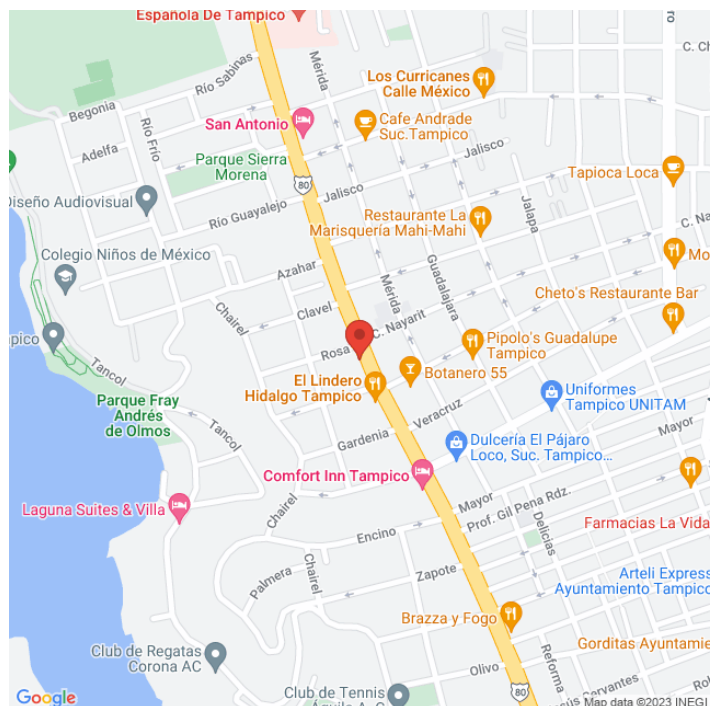 Española De Tampico
ro
C. Ch
Río Sabinas
Mérida
Los Curricanes
Calle México
Begonia
San Antonio
Cafe Andrade
Suc.Tampico
Río Frío
Adelfa
Parque Sierra
Morena
Jalisco
Tapioca Loca
80
Jalisco
Diseño Audiovisual
Jalapa
Río Guayalejo
Restaurante La
Marisquería Mahi-Mahi
C. N
Colegio Niños de México
Azahar
Guadalajara
Mo
Mérida
Cheto's Restaurante Bar
Chairel
Clavel
C. Nayarit
Rosa
Pipolo's Guadalupe
Tampico
pico
Tancol
Botanero 55
El Lindero
Hidalgo Tampico
Uniformes
Tampico UNITAM
Parque Fray
Andrés
de Olmos
Veracruz
Tancol
Gardenia
Mayor
Dulcería El Pájaro
Loco, Suc. Tampico...
Comfort Inn Tampico
Laguna Suites & Villa
Chairel
Mayor
Prof. Gil Pena Rdz.
Delicias
Farmacias La Vida
Encino
Palmera
Chairel
Zapote
Arteli Express
Ayuntamiento Tampico
Brazza y Fogo
Gorditas Ayuntamie
Club de Regatas
Corona AC
Reforma
Olivo
Club de Tennis
Águila A.C
80
Jesús Cervantes
Ro
Google
Map data ©2023 INEGI